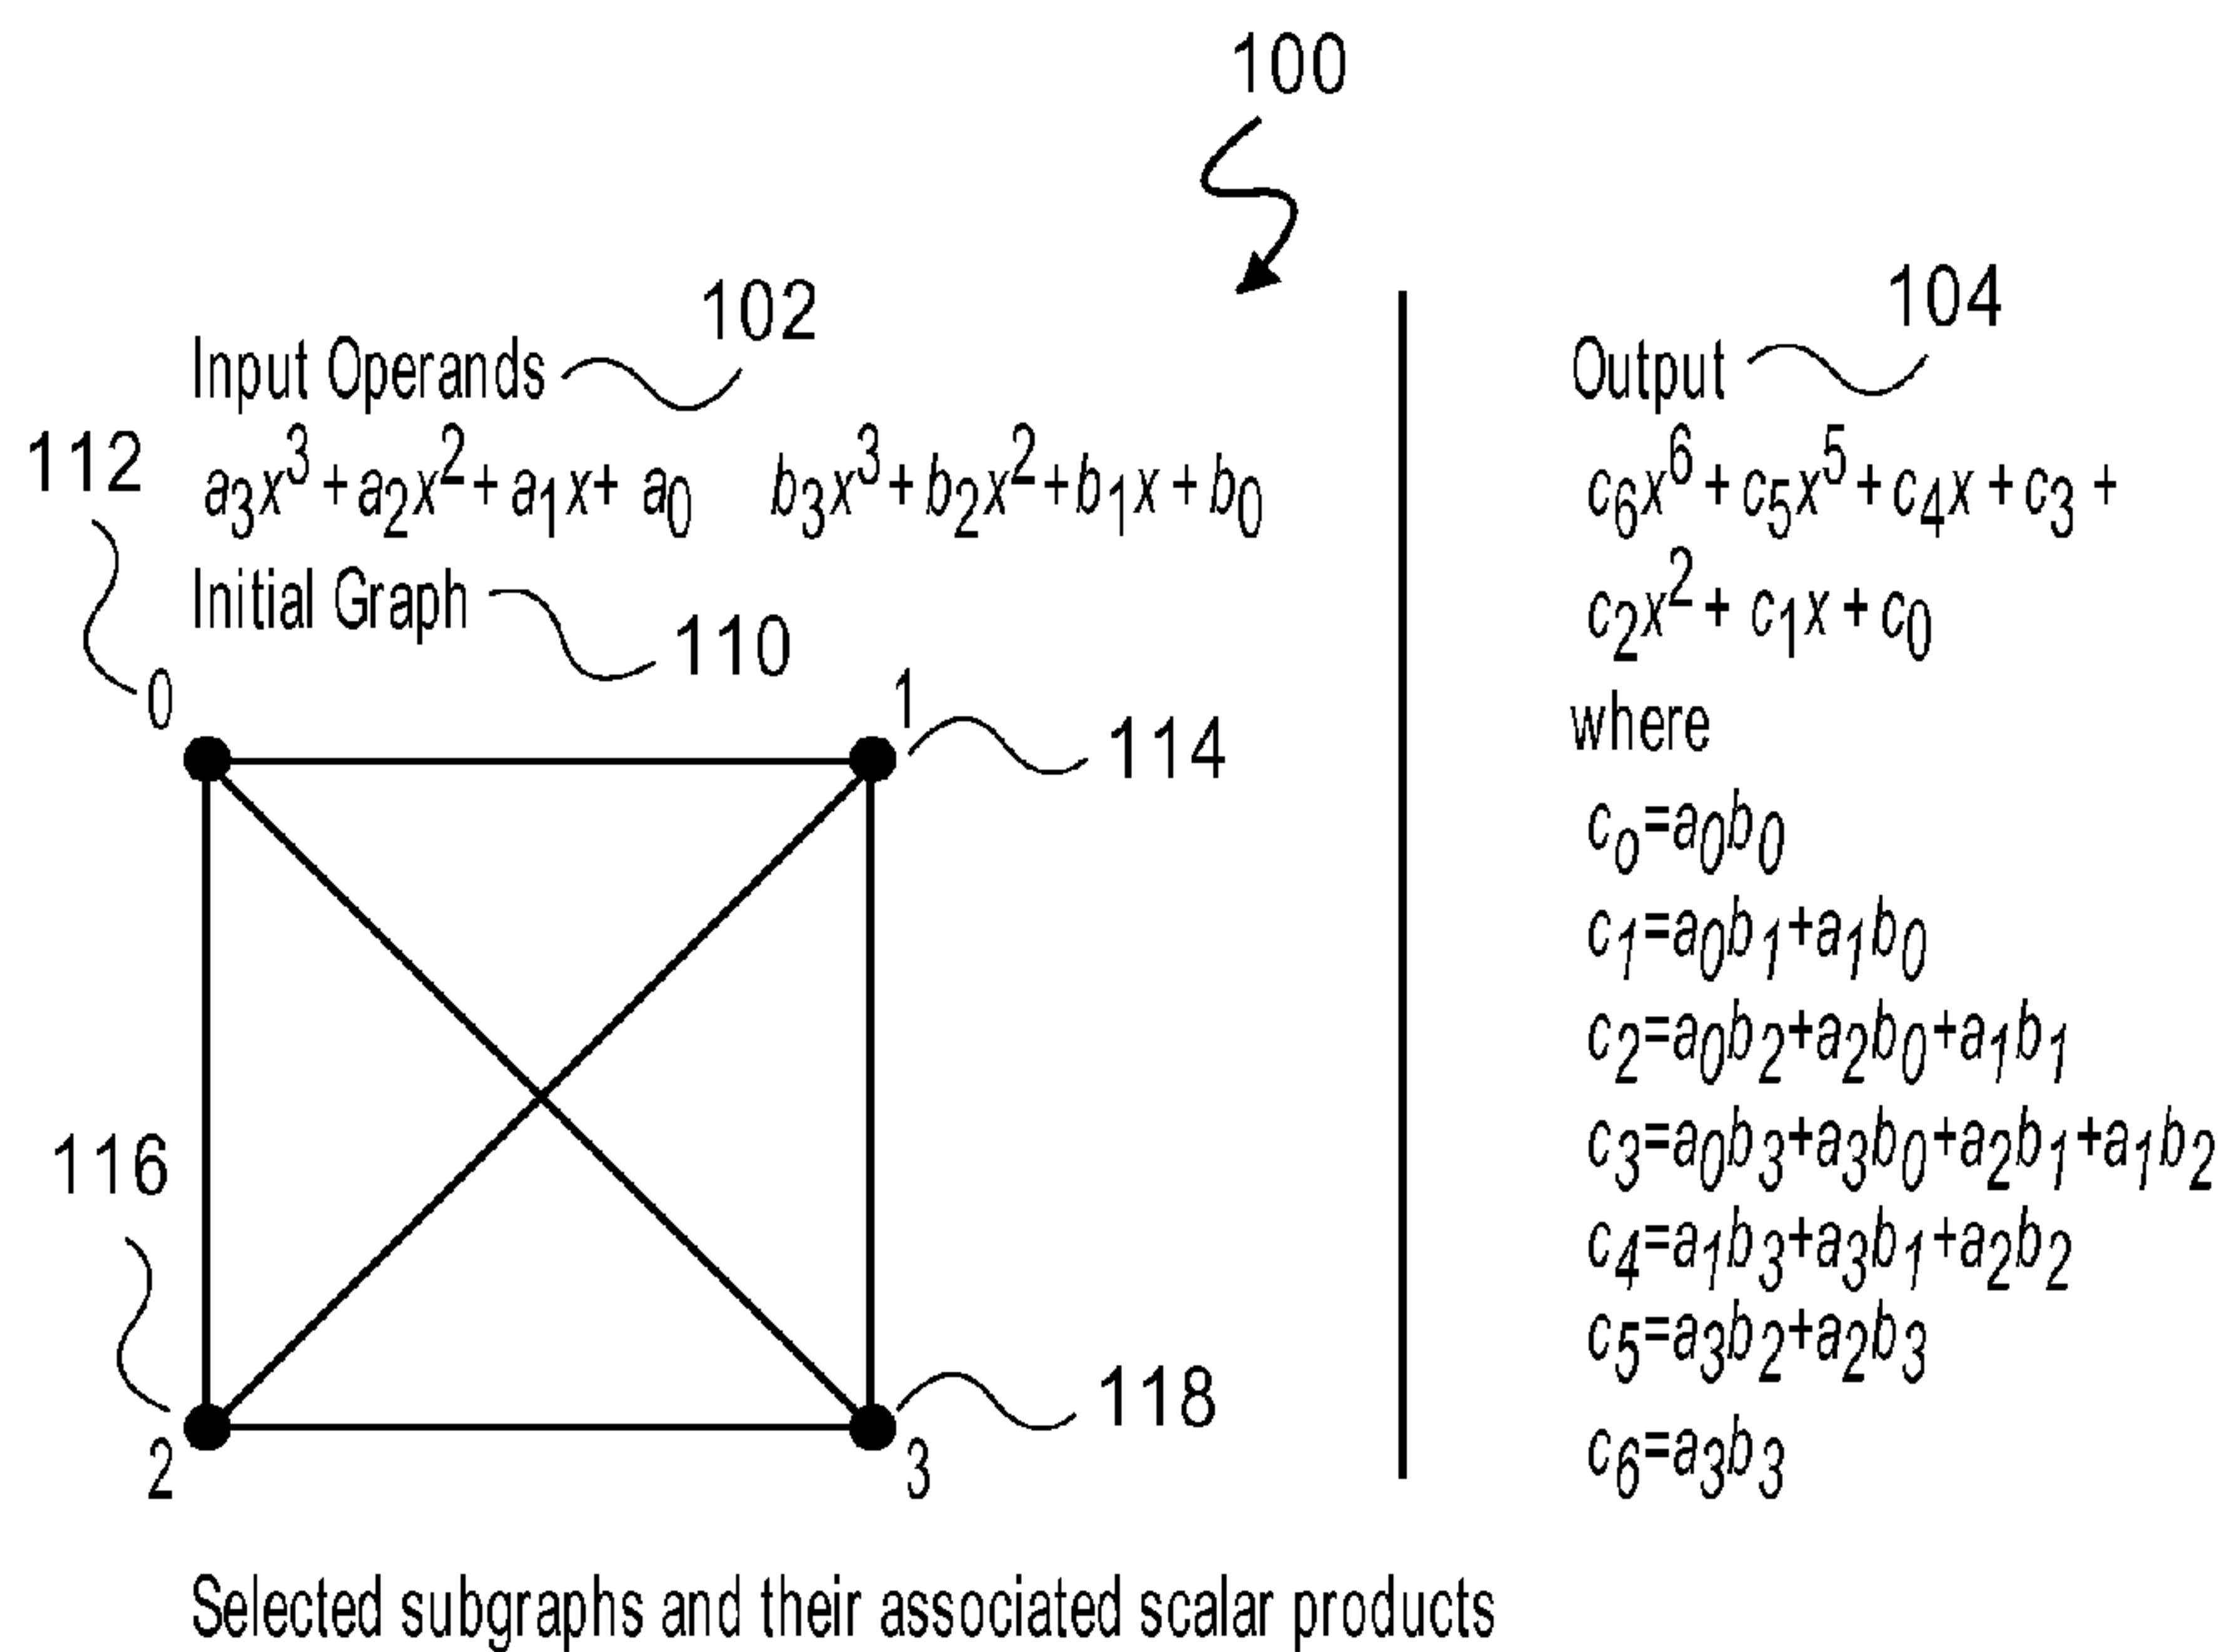 100
102
104
Input Operands
Output
112
a₃x³+a₂x²+a₁x+ a₀ b₃x³+b₂x²+b₁x+b₀
c₆x⁶+c₅x⁵+c₄x+c₃+
Initial Graph
110
c₂x²+ c₁x+c₀
0
1
114
where
c₀=a₀b₀
c₁=a₀b₁+a₁b₀
c₂=a₀b₂+a₂b₀+a₁b₁
116
c₃=a₀b₃+a₃b₀+a₂b₁+a₁b₂
c₄=a₁b₃+a₃b₁+a₂b₂
c₅=a₃b₂+a₂b₃
118
2
3
c₆=a₃b₃
Selected subgraphs and their associated scalar products